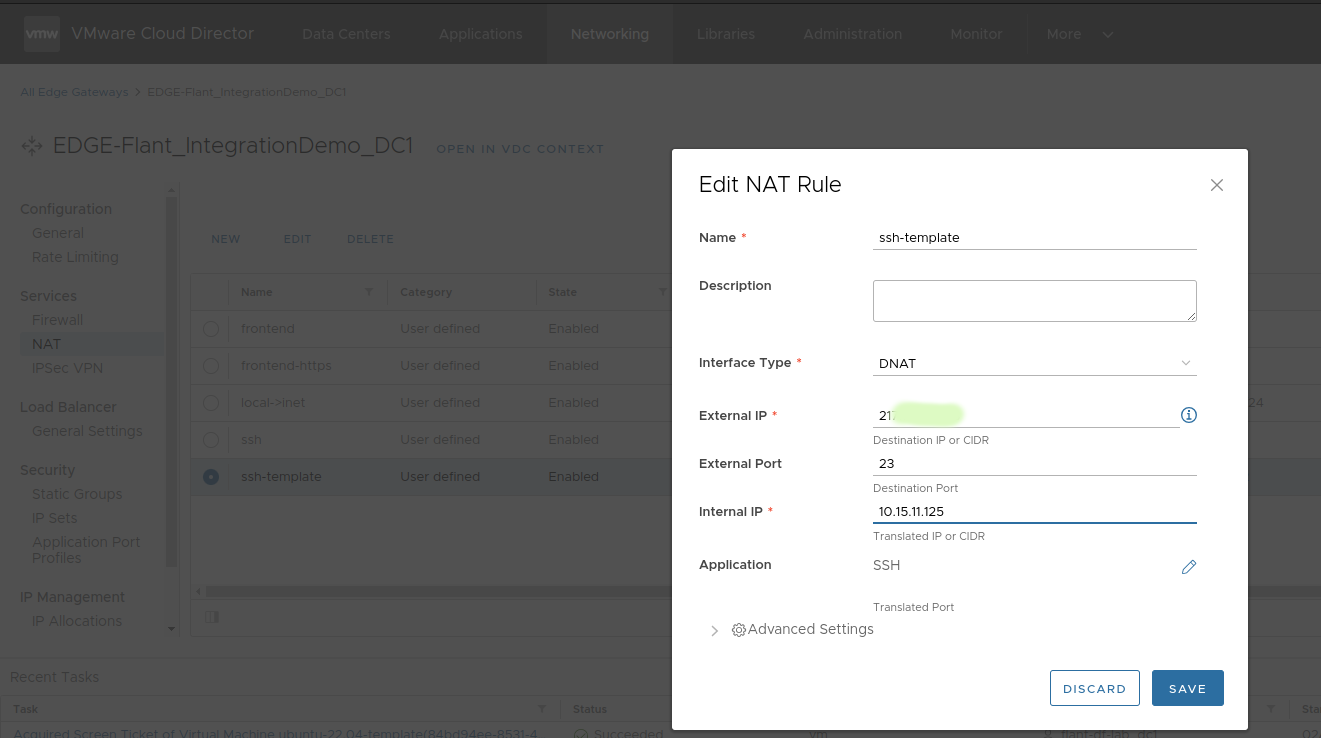 vmw VMware Cloud Director Data Centers Applications Networking Libraries Administration Monitor More
All Edge Gateways > EDGE-Flant_IntegrationDemo_DC1
EDGE-Flant_IntegrationDemo_DC1 OPEN IN VDC CONTEXT
Configuration
General
Rate Limiting
Services
Firewall
NAT
IPSec VPN
Load Balancer
General Settings
Security
Static Groups
IP Sets
Application Port
Profiles
IP Management
IP Allocations
NEW EDIT DELETE
Name Category State
frontend User defined Enabled
frontend-https User defined Enabled
local->inet User defined Enabled 24
ssh User defined Enabled
ssh-template User defined Enabled
Edit NAT Rule
Name * ssh-template
Description
Interface Type * DNAT
External IP * 21
Destination IP or CIDR
External Port 23
Destination Port
Internal IP * 10.15.11.125
Translated IP or CIDR
Application SSH
Translated Port
Advanced Settings
DISCARD SAVE
Recent Tasks
Task Status Sta
Acquired Screen Ticket of Virtual Machine ubuntu-22.04-template(84bd94ee-8531-4 Succeeded vm flant-df-lab_dc1 02